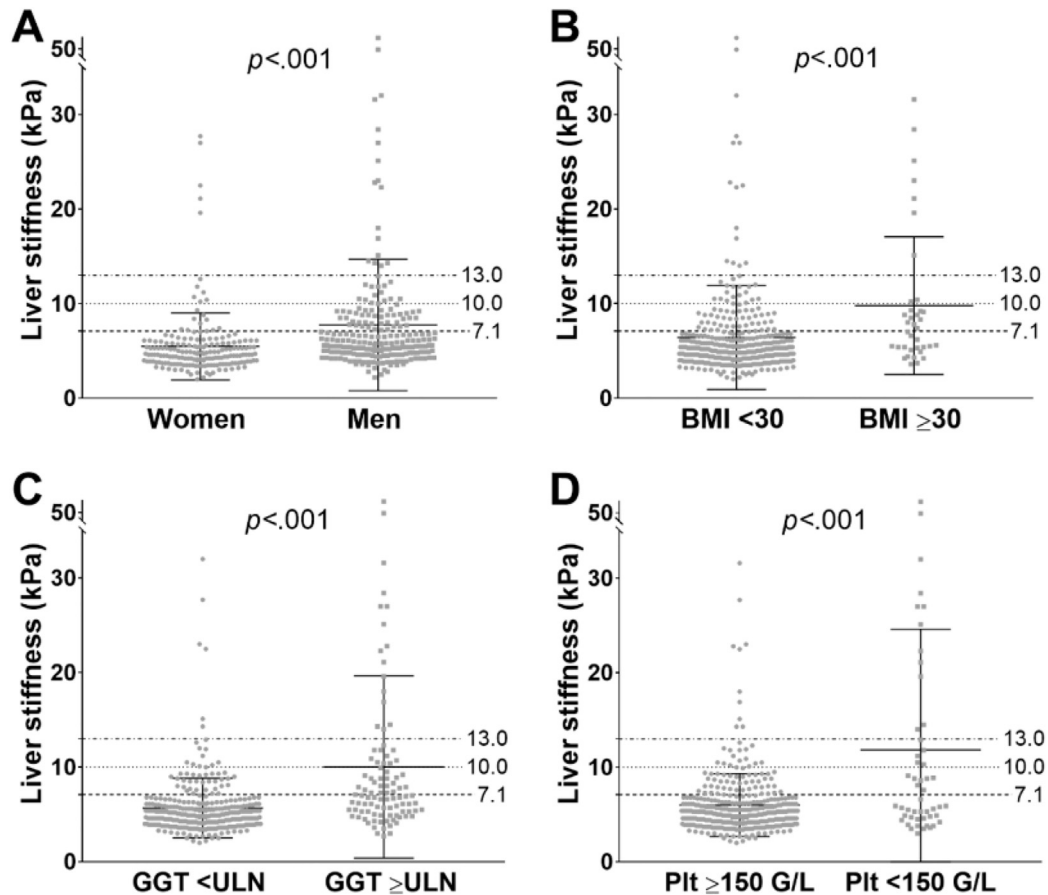 A
Liver stiffness (kPa)
50
30
20
10
0
p<.001
13.0
10.0
7.1
Women
Men
B
Liver stiffness (kPa)
50
30
20
10
0
p<.001
13.0
10.0
7.1
BMI <30
BMI ≥30
C
Liver stiffness (kPa)
50
30
20
10
0
p<.001
13.0
10.0
7.1
GGT <ULN
GGT ≥ULN
D
Liver stiffness (kPa)
50
30
20
10
0
p<.001
13.0
10.0
7.1
Plt ≥150 G/L
Plt <150 G/L